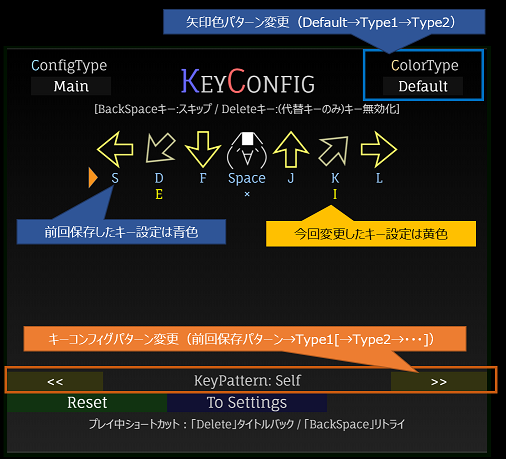 矢印色パターン変更（Default→Type1→Type2）
ConfigType
ColorType
Main
KEYCONFIG
Default
[BackSpaceキー:スキップ / Deleteキー:(代替キーのみ)キー無効化]
S D F Space J K L
E × I
前回保存したキー設定は青色
今回変更したキー設定は黄色
キーコンフィグパターン変更（前回保存パターン→Type1[→Type2→・・・]）
<< KeyPattern: Self >>
Reset To Settings
プレイ中ショートカット：「Delete」タイトルバック / 「BackSpace」リトライ